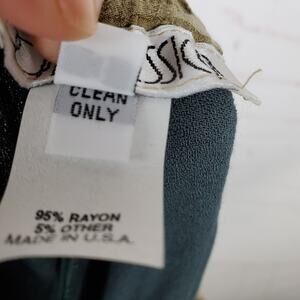 CLEAN
ONLY
95% RAYON
5% OTHER
MADE IN U.S.A.